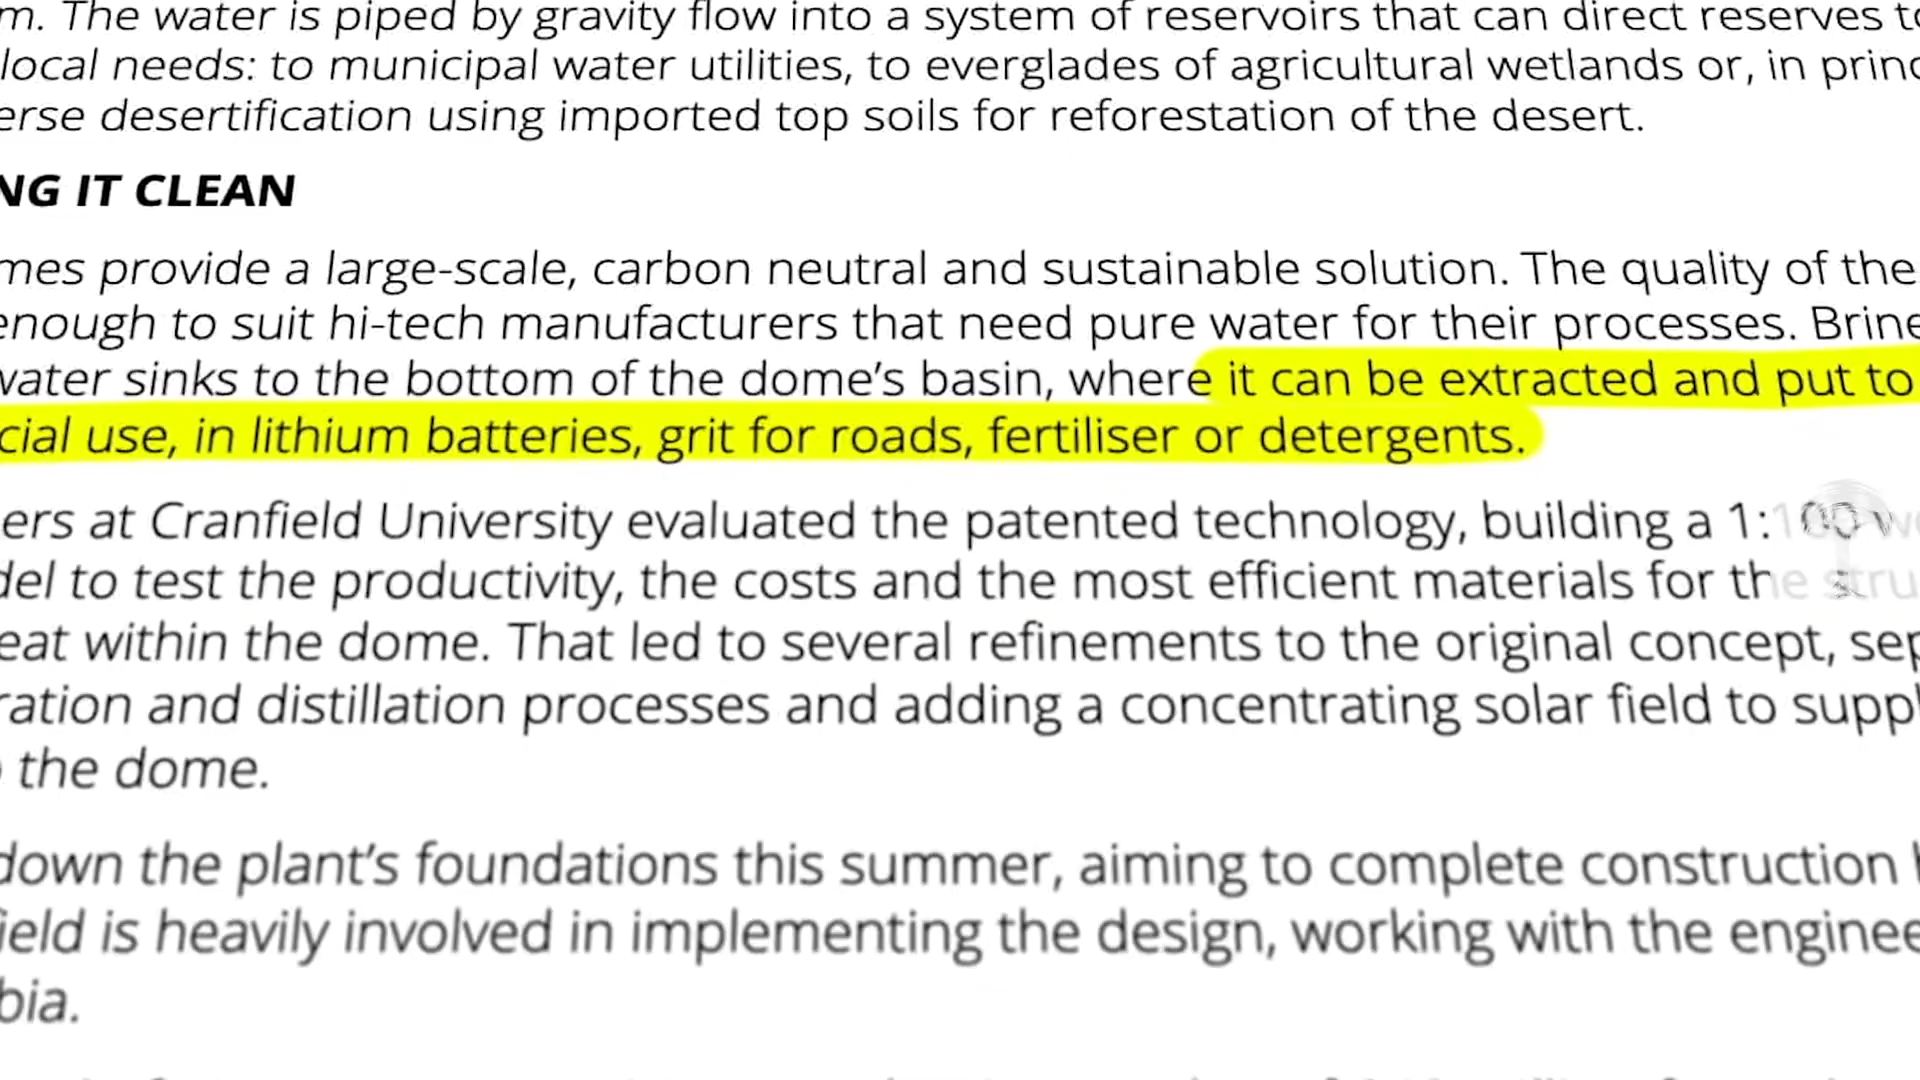 m. The water is piped by gravity flow into a system of reservoirs that can direct reserves to
local needs: to municipal water utilities, to everglades of agricultural wetlands or, in princ
erse desertification using imported top soils for reforestation of the desert.
NG IT CLEAN
mes provide a large-scale, carbon neutral and sustainable solution. The quality of the
enough to suit hi-tech manufacturers that need pure water for their processes. Brine
water sinks to the bottom of the dome's basin, where it can be extracted and put to
cial use, in lithium batteries, grit for roads, fertiliser or detergents.
ers at Cranfield University evaluated the patented technology, building a 1:100 w
del to test the productivity, the costs and the most efficient materials for the stru
eat within the dome. That led to several refinements to the original concept, sep
ration and distillation processes and adding a concentrating solar field to suppl
the dome.
down the plant's foundations this summer, aiming to complete construction
ield is heavily involved in implementing the design, working with the enginee
bia.